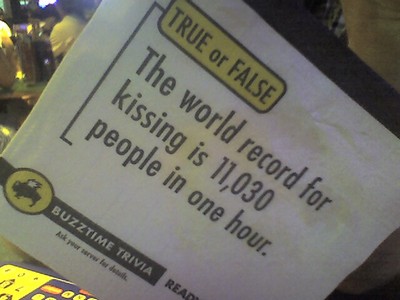 TRUE or FALSE
The world record for
kissing is 11,030
people in one hour.
BUZZTIME TRIVIA
Ask your server for details.
READ